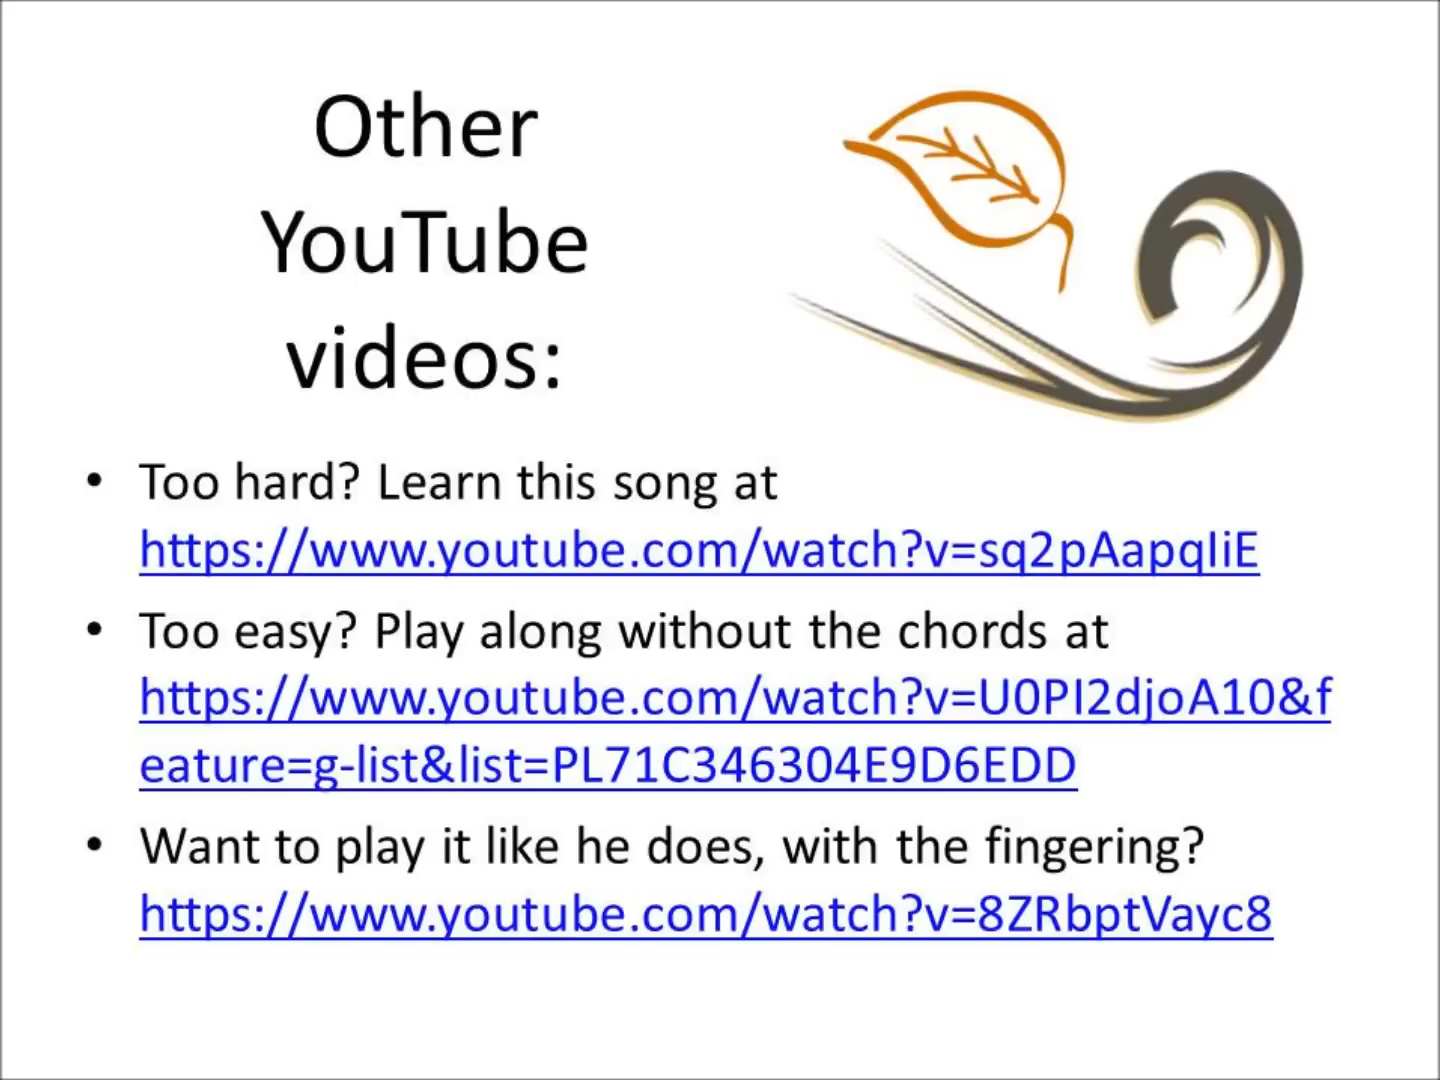 Other
YouTube
videos:
• Too hard? Learn this song at
https://www.youtube.com/watch?v=sq2pAapqIiE
• Too easy? Play along without the chords at
https://www.youtube.com/watch?v=U0PI2djoA10&f
eature=g-list&list=PL71C346304E9D6EDD
• Want to play it like he does, with the fingering?
https://www.youtube.com/watch?v=8ZRbptVayc8